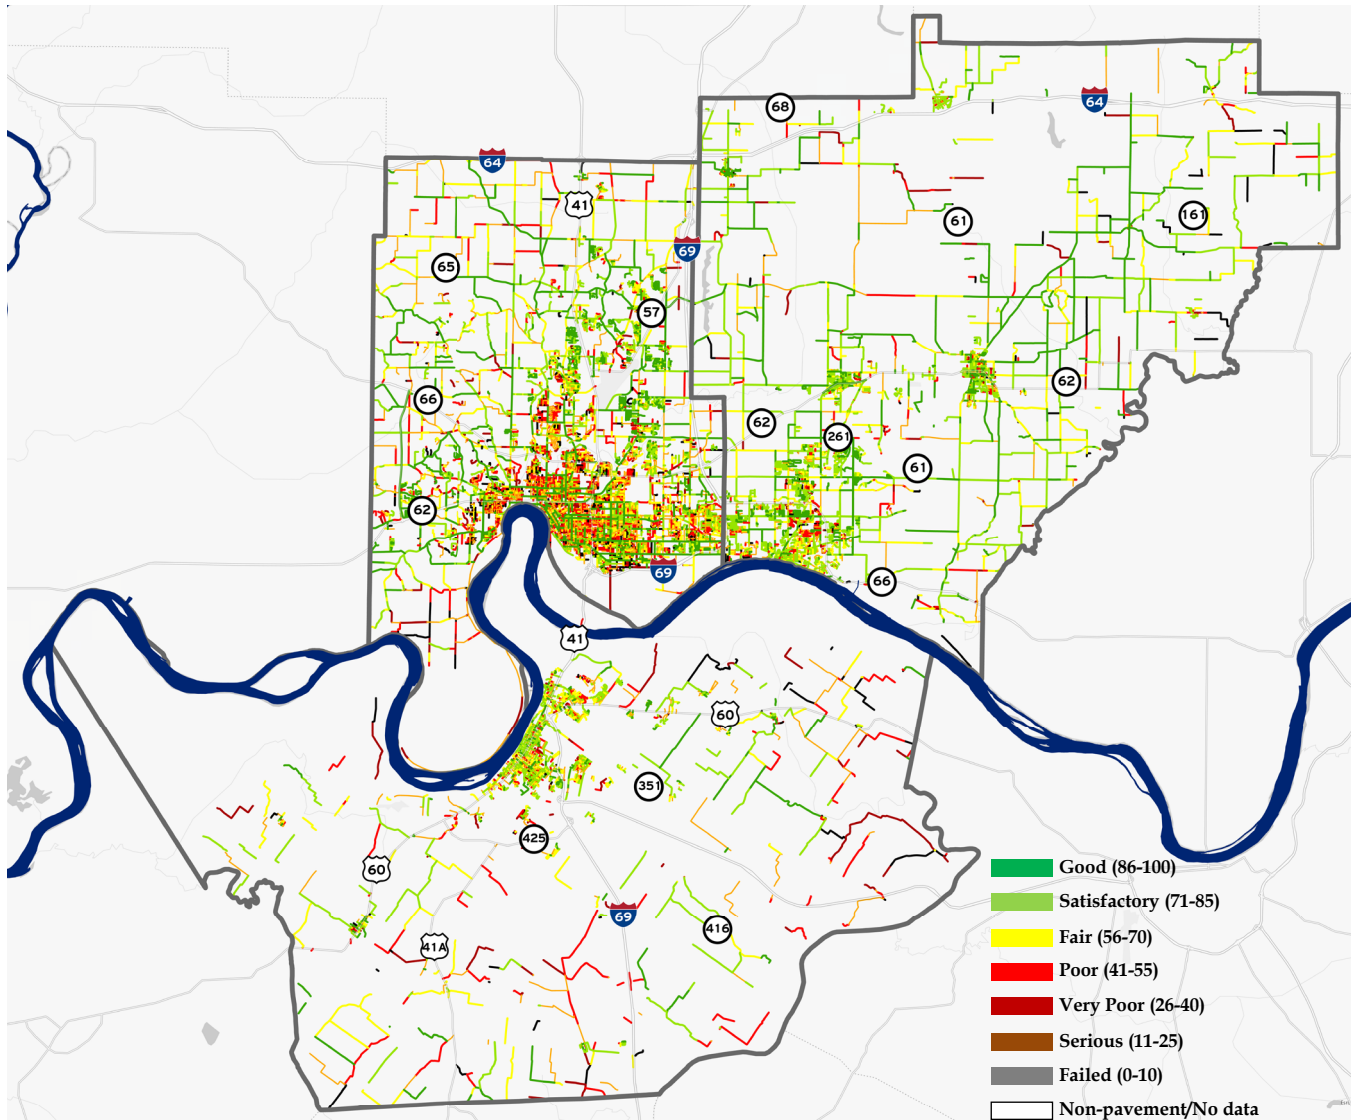 68
64
64
41
161
61
69
65
57
62
66
62
261
61
62
69
66
41
60
351
425
60
69
416
41A
Good (86-100)
Satisfactory (71-85)
Fair (56-70)
Poor (41-55)
Very Poor (26-40)
Serious (11-25)
Failed (0-10)
Non-pavement/No data